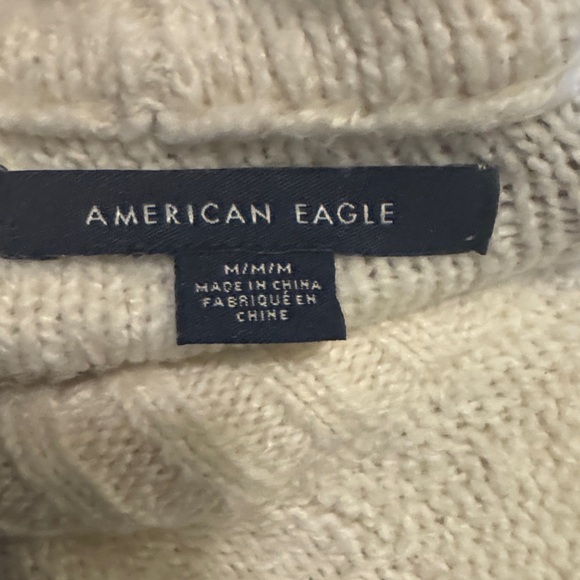 AMERICAN EAGLE
M/M/M
MADE IN CHINA
FABRIQUÉ EN
CHINE